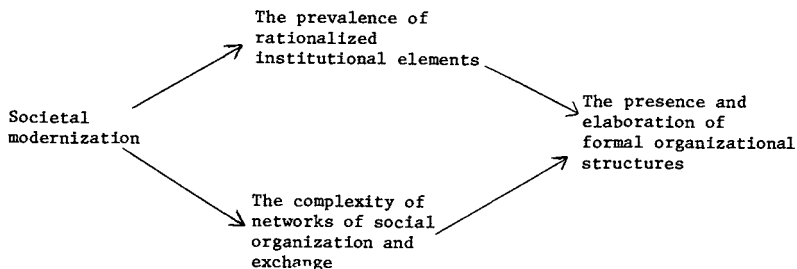 The prevalence of
rationalized
institutional elements
Societal
modernization
The presence and
elaboration of
formal organizational
structures
The complexity of
networks of social
organization and
exchange